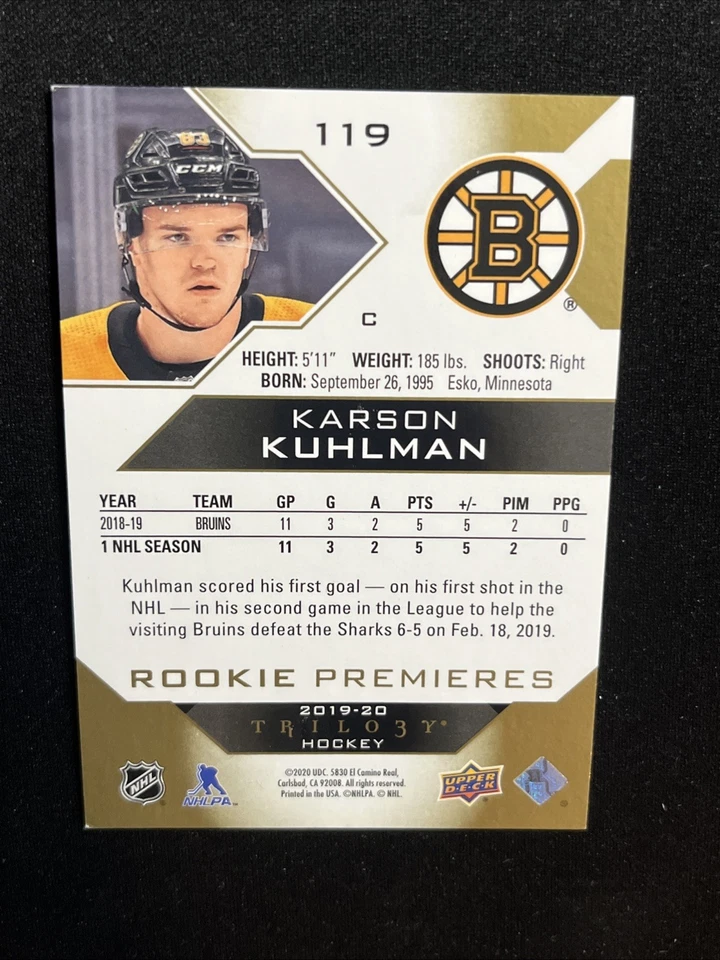 119
83
CCM
B
®
C
HEIGHT: 5'11" WEIGHT: 185 lbs. SHOOTS: Right
BORN: September 26, 1995 Esko, Minnesota
KARSON
KUHLMAN
YEAR TEAM GP G A PTS +/- PIM PPG
2018-19 BRUINS 11 3 2 5 5 2 0
1 NHL SEASON 11 3 2 5 5 2 0
Kuhlman scored his first goal — on his first shot in the
NHL — in his second game in the League to help the
visiting Bruins defeat the Sharks 6-5 on Feb. 18, 2019.
ROOKIE PREMIERES
2019-20
TRILO3Y®
HOCKEY
NHL
NHLPA
©2020 UDC. 5830 El Camino Real,
Carlsbad, CA 92008. All rights reserved.
Printed in the USA. ©NHLPA. © NHL.
UPPER
D·E·C·K